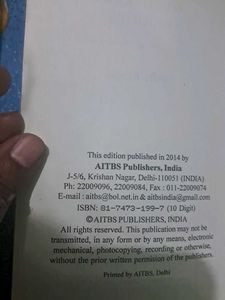 This edition published in 2014 by
AITBS Publishers, India
J-5/6, Krishan Nagar, Delhi-110051 (INDIA)
Ph: 22009096, 22009084, Fax : 011-22009074
E-mail : aitbs@bol.net.in & aitbsindia@gmail.com
ISBN: 81-7473-199-7 (10 Digit)
©AITBS PUBLISHERS, INDIA
All rights reserved. This publication may not be
transmitted, in any form or by any means, electronic
mechanical, photocopying, recording or otherwise,
without the prior written permission of the publishers.
Printed by AITBS, Delhi